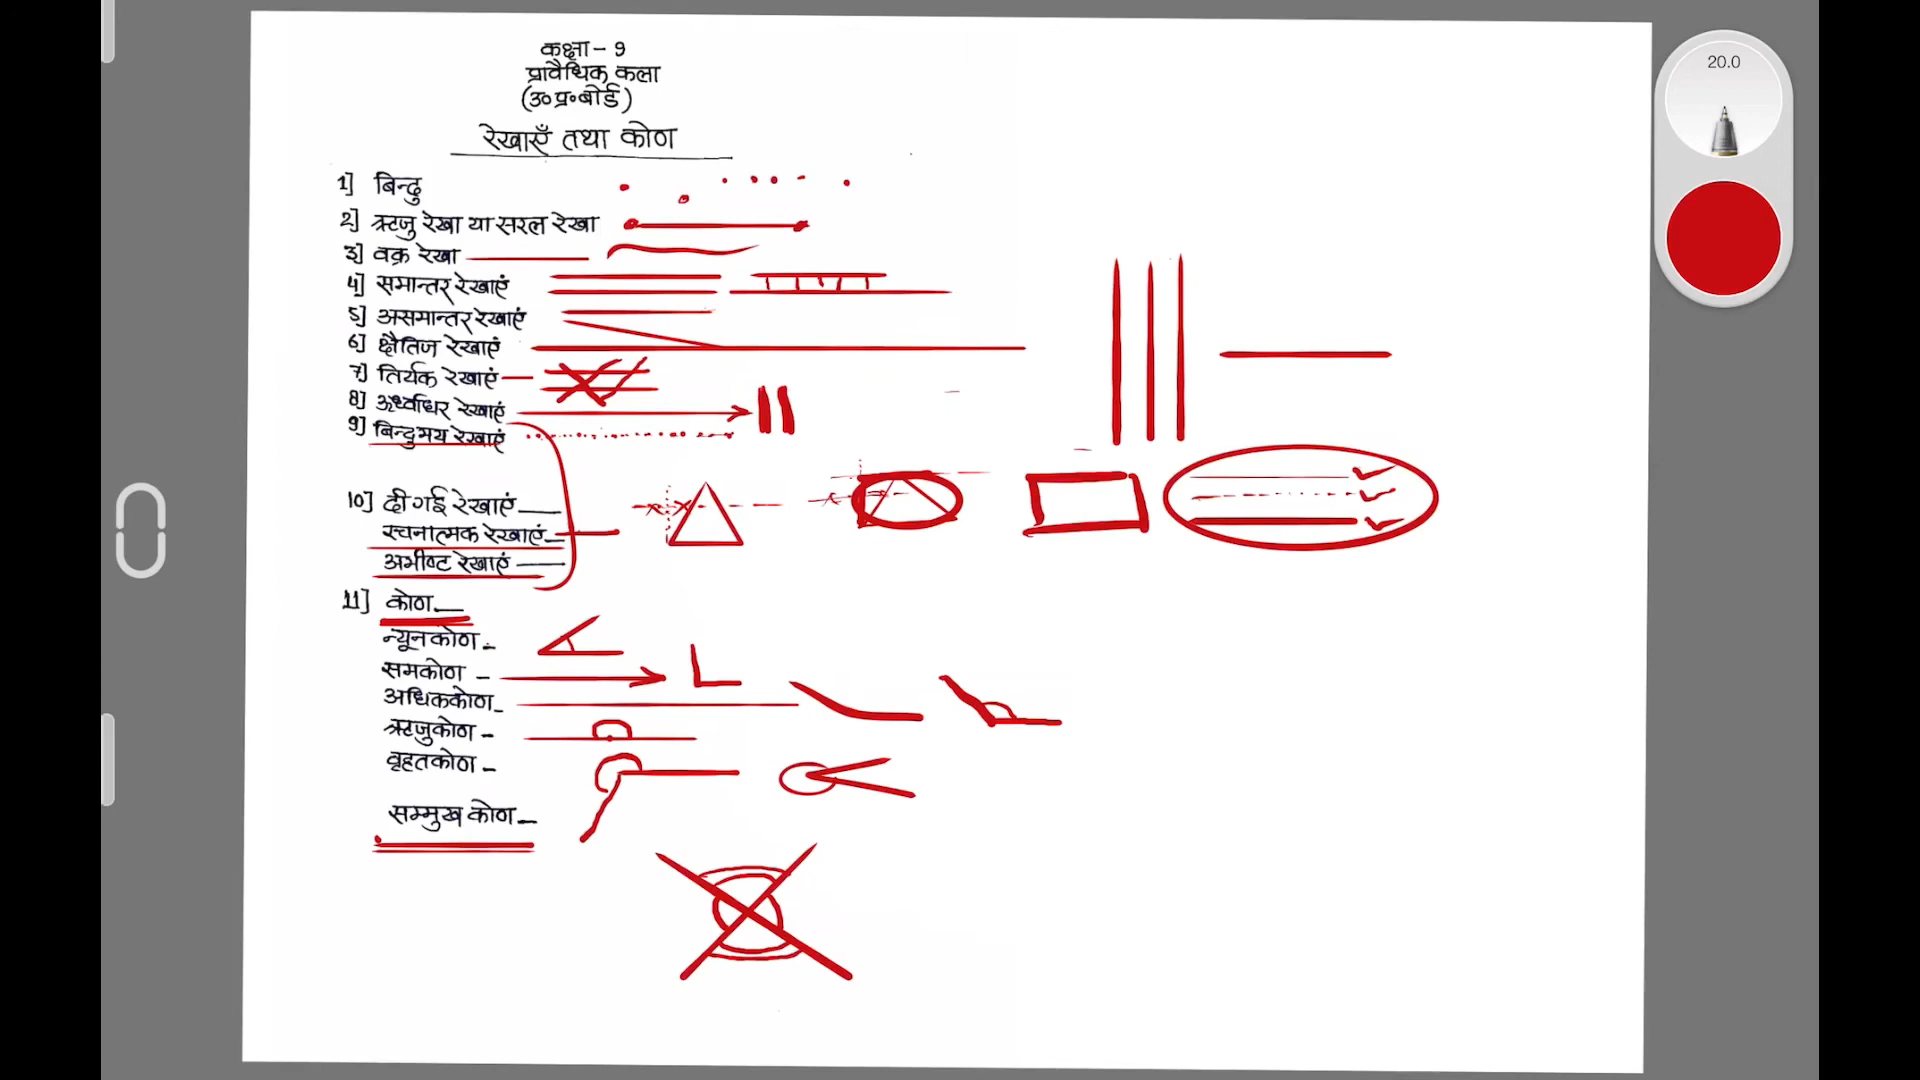 कक्षा - 9
प्रावैधिक कला
(उ०प्र०बोर्ड)
रेखाएँ तथा कोण
1] बिन्दु
2] ऋजु रेखा या सरल रेखा
3] वक्र रेखा
4] समान्तर रेखाएं
5] असमान्तर रेखाएं
6] क्षैतिज रेखाएं
7] तिर्यक रेखाएं
8] ऊर्ध्वाधर रेखाएं
9] बिन्दुमय रेखाएं
10] दी गई रेखाएं
रचनात्मक रेखाएं
अभीष्ट रेखाएं
11] कोण
न्यूनकोण -
समकोण -
अधिककोण -
ऋजुकोण -
वृहतकोण -
सम्मुख कोण -
20.0